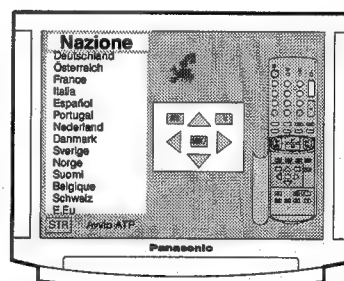 Nazione
Deutschland
Österreich
France
Italia
Español
Portugal
Nederland
Danmark
Sverige
Norge
Suomi
Belgique
Schweiz
E.Eu
STR Avvio ATP
Panasonic